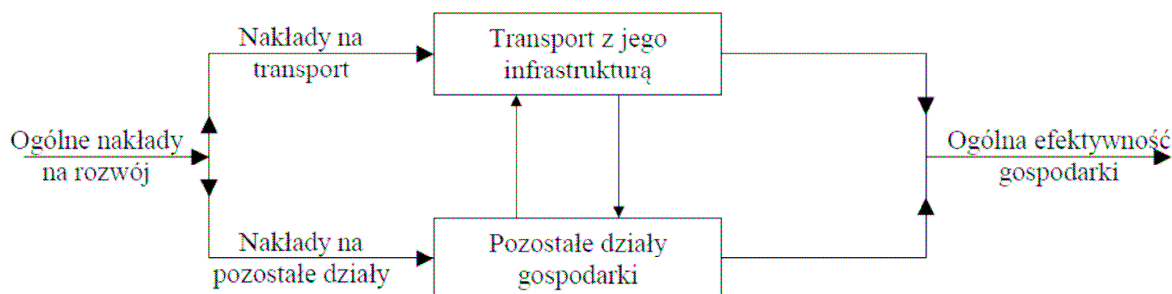 Nakłady na
transport
Transport z jego
infrastrukturą
Ogólne nakłady
na rozwój
Ogólna efektywność
gospodarki
Nakłady na
pozostałe działy
Pozostałe działy
gospodarki